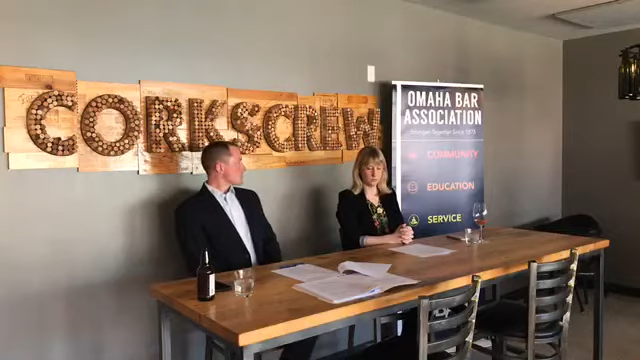 CORKSCREW
OMAHA BAR
ASSOCIATION
COMMUNITY
EDUCATION
SERVICE